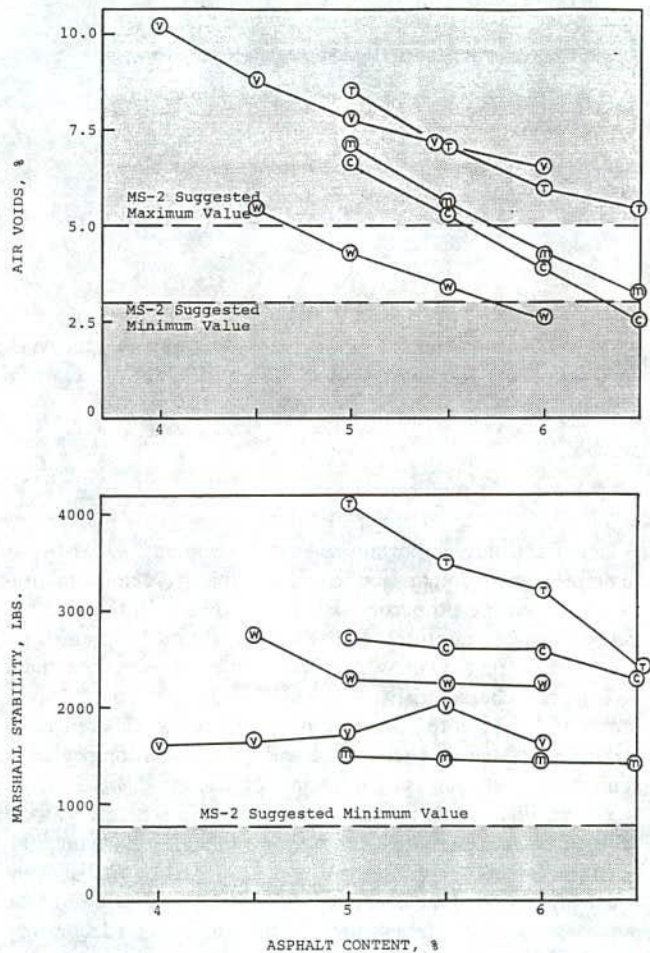 10.0
7.5
5.0
2.5
0
AIR VOIDS, %
MS-2 Suggested
Maximum Value
MS-2 Suggested
Minimum Value
V
V
V
V
V
T
T
T
T
m
m
m
m
C
C
C
C
W
W
W
W
4
5
6
4000
3000
2000
1000
0
MARSHALL STABILITY, LBS.
T
T
T
T
W
W
W
W
C
C
C
C
V
V
V
V
V
m
m
m
m
MS-2 Suggested Minimum Value
4
5
6
ASPHALT CONTENT, %